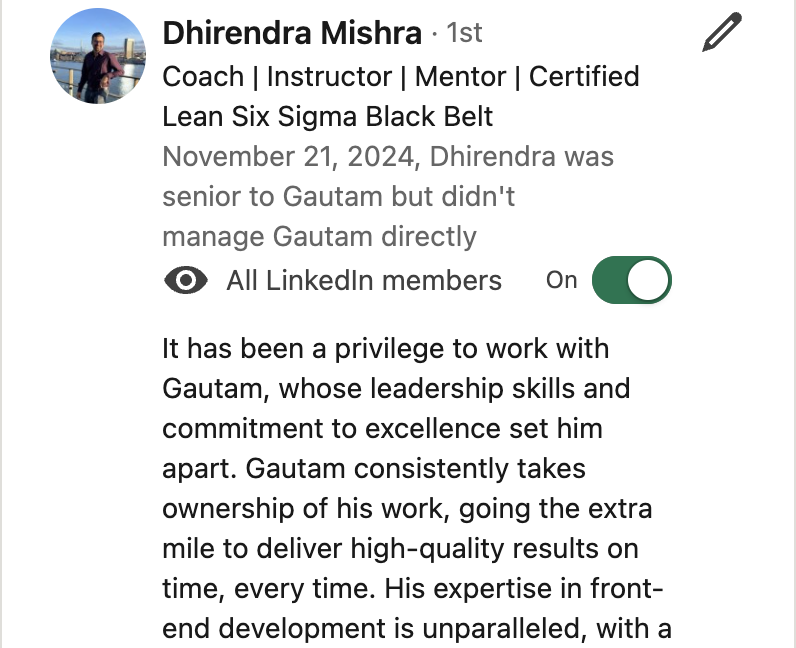 Dhirendra Mishra · 1st
Coach | Instructor | Mentor | Certified
Lean Six Sigma Black Belt
November 21, 2024, Dhirendra was
senior to Gautam but didn't
manage Gautam directly
All LinkedIn members On
It has been a privilege to work with
Gautam, whose leadership skills and
commitment to excellence set him
apart. Gautam consistently takes
ownership of his work, going the extra
mile to deliver high-quality results on
time, every time. His expertise in front-
end development is unparalleled, with a